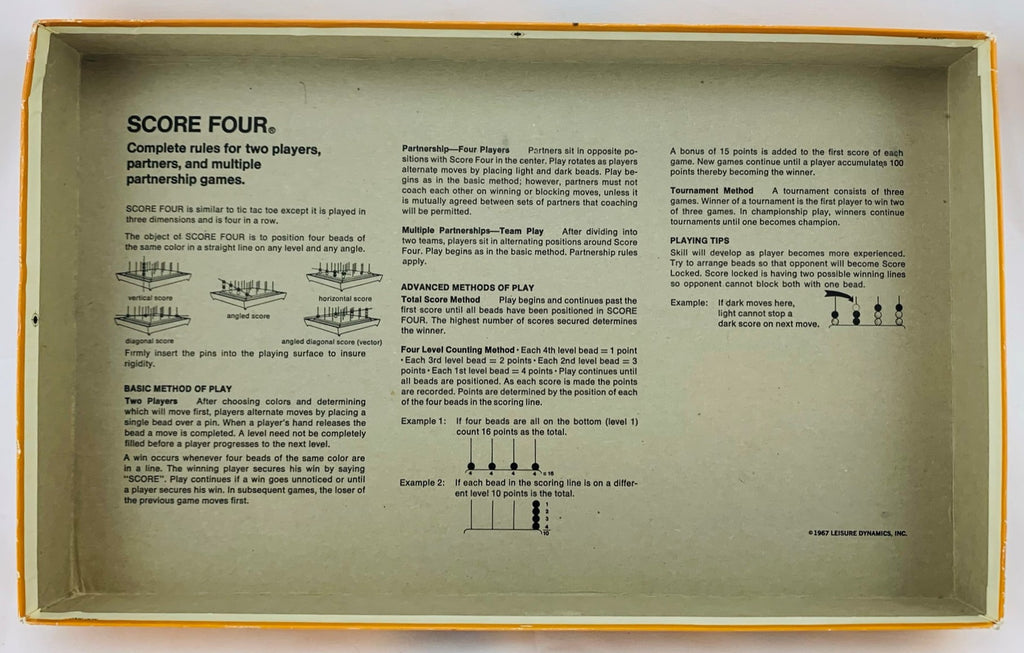 SCORE FOUR®
Complete rules for two players,
partners, and multiple
partnership games.
SCORE FOUR is similar to tic tac toe except it is played in
three dimensions and is four in a row.
The object of SCORE FOUR is to position four beads of
the same color in a straight line on any level and any angle.
vertical score
angled score
horizontal score
diagonal score
angled diagonal score (vector)
Firmly insert the pins into the playing surface to insure
rigidity.
BASIC METHOD OF PLAY
Two Players After choosing colors and determining
which will move first, players alternate moves by placing a
single bead over a pin. When a player's hand releases the
bead a move is completed. A level need not be completely
filled before a player progresses to the next level.
A win occurs whenever four beads of the same color are
in a line. The winning player secures his win by saying
"SCORE". Play continues if a win goes unnoticed or until
a player secures his win. In subsequent games, the loser of
the previous game moves first.
Partnership—Four Players Partners sit in opposite po-
sitions with Score Four in the center. Play rotates as players
alternate moves by placing light and dark beads. Play be-
gins as in the basic method; however, partners must not
coach each other on winning or blocking moves, unless it
is mutually agreed between sets of partners that coaching
will be permitted.
Multiple Partnerships—Team Play After dividing into
two teams, players sit in alternating positions around Score
Four. Play begins as in the basic method. Partnership rules
apply.
ADVANCED METHODS OF PLAY
Total Score Method Play begins and continues past the
first score until all beads have been positioned in SCORE
FOUR. The highest number of scores secured determines
the winner.
Four Level Counting Method • Each 4th level bead = 1 point
• Each 3rd level bead = 2 points • Each 2nd level bead = 3
points • Each 1st level bead = 4 points • Play continues until
all beads are positioned. As each score is made the points
are recorded. Points are determined by the position of each
of the four beads in the scoring line.
Example 1: If four beads are all on the bottom (level 1)
count 16 points as the total.
4 4 4 4 = 16
Example 2: If each bead in the scoring line is on a differ-
ent level 10 points is the total.
1
2
3
4
10
A bonus of 15 points is added to the first score of each
game. New games continue until a player accumulates 100
points thereby becoming the winner.
Tournament Method A tournament consists of three
games. Winner of a tournament is the first player to win two
of three games. In championship play, winners continue
tournaments until one becomes champion.
PLAYING TIPS
Skill will develop as player becomes more experienced.
Try to arrange beads so that opponent will become Score
Locked. Score locked is having two possible winning lines
so opponent cannot block both with one bead.
Example: If dark moves here,
light cannot stop a
dark score on next move.
©1967 LEISURE DYNAMICS, INC.